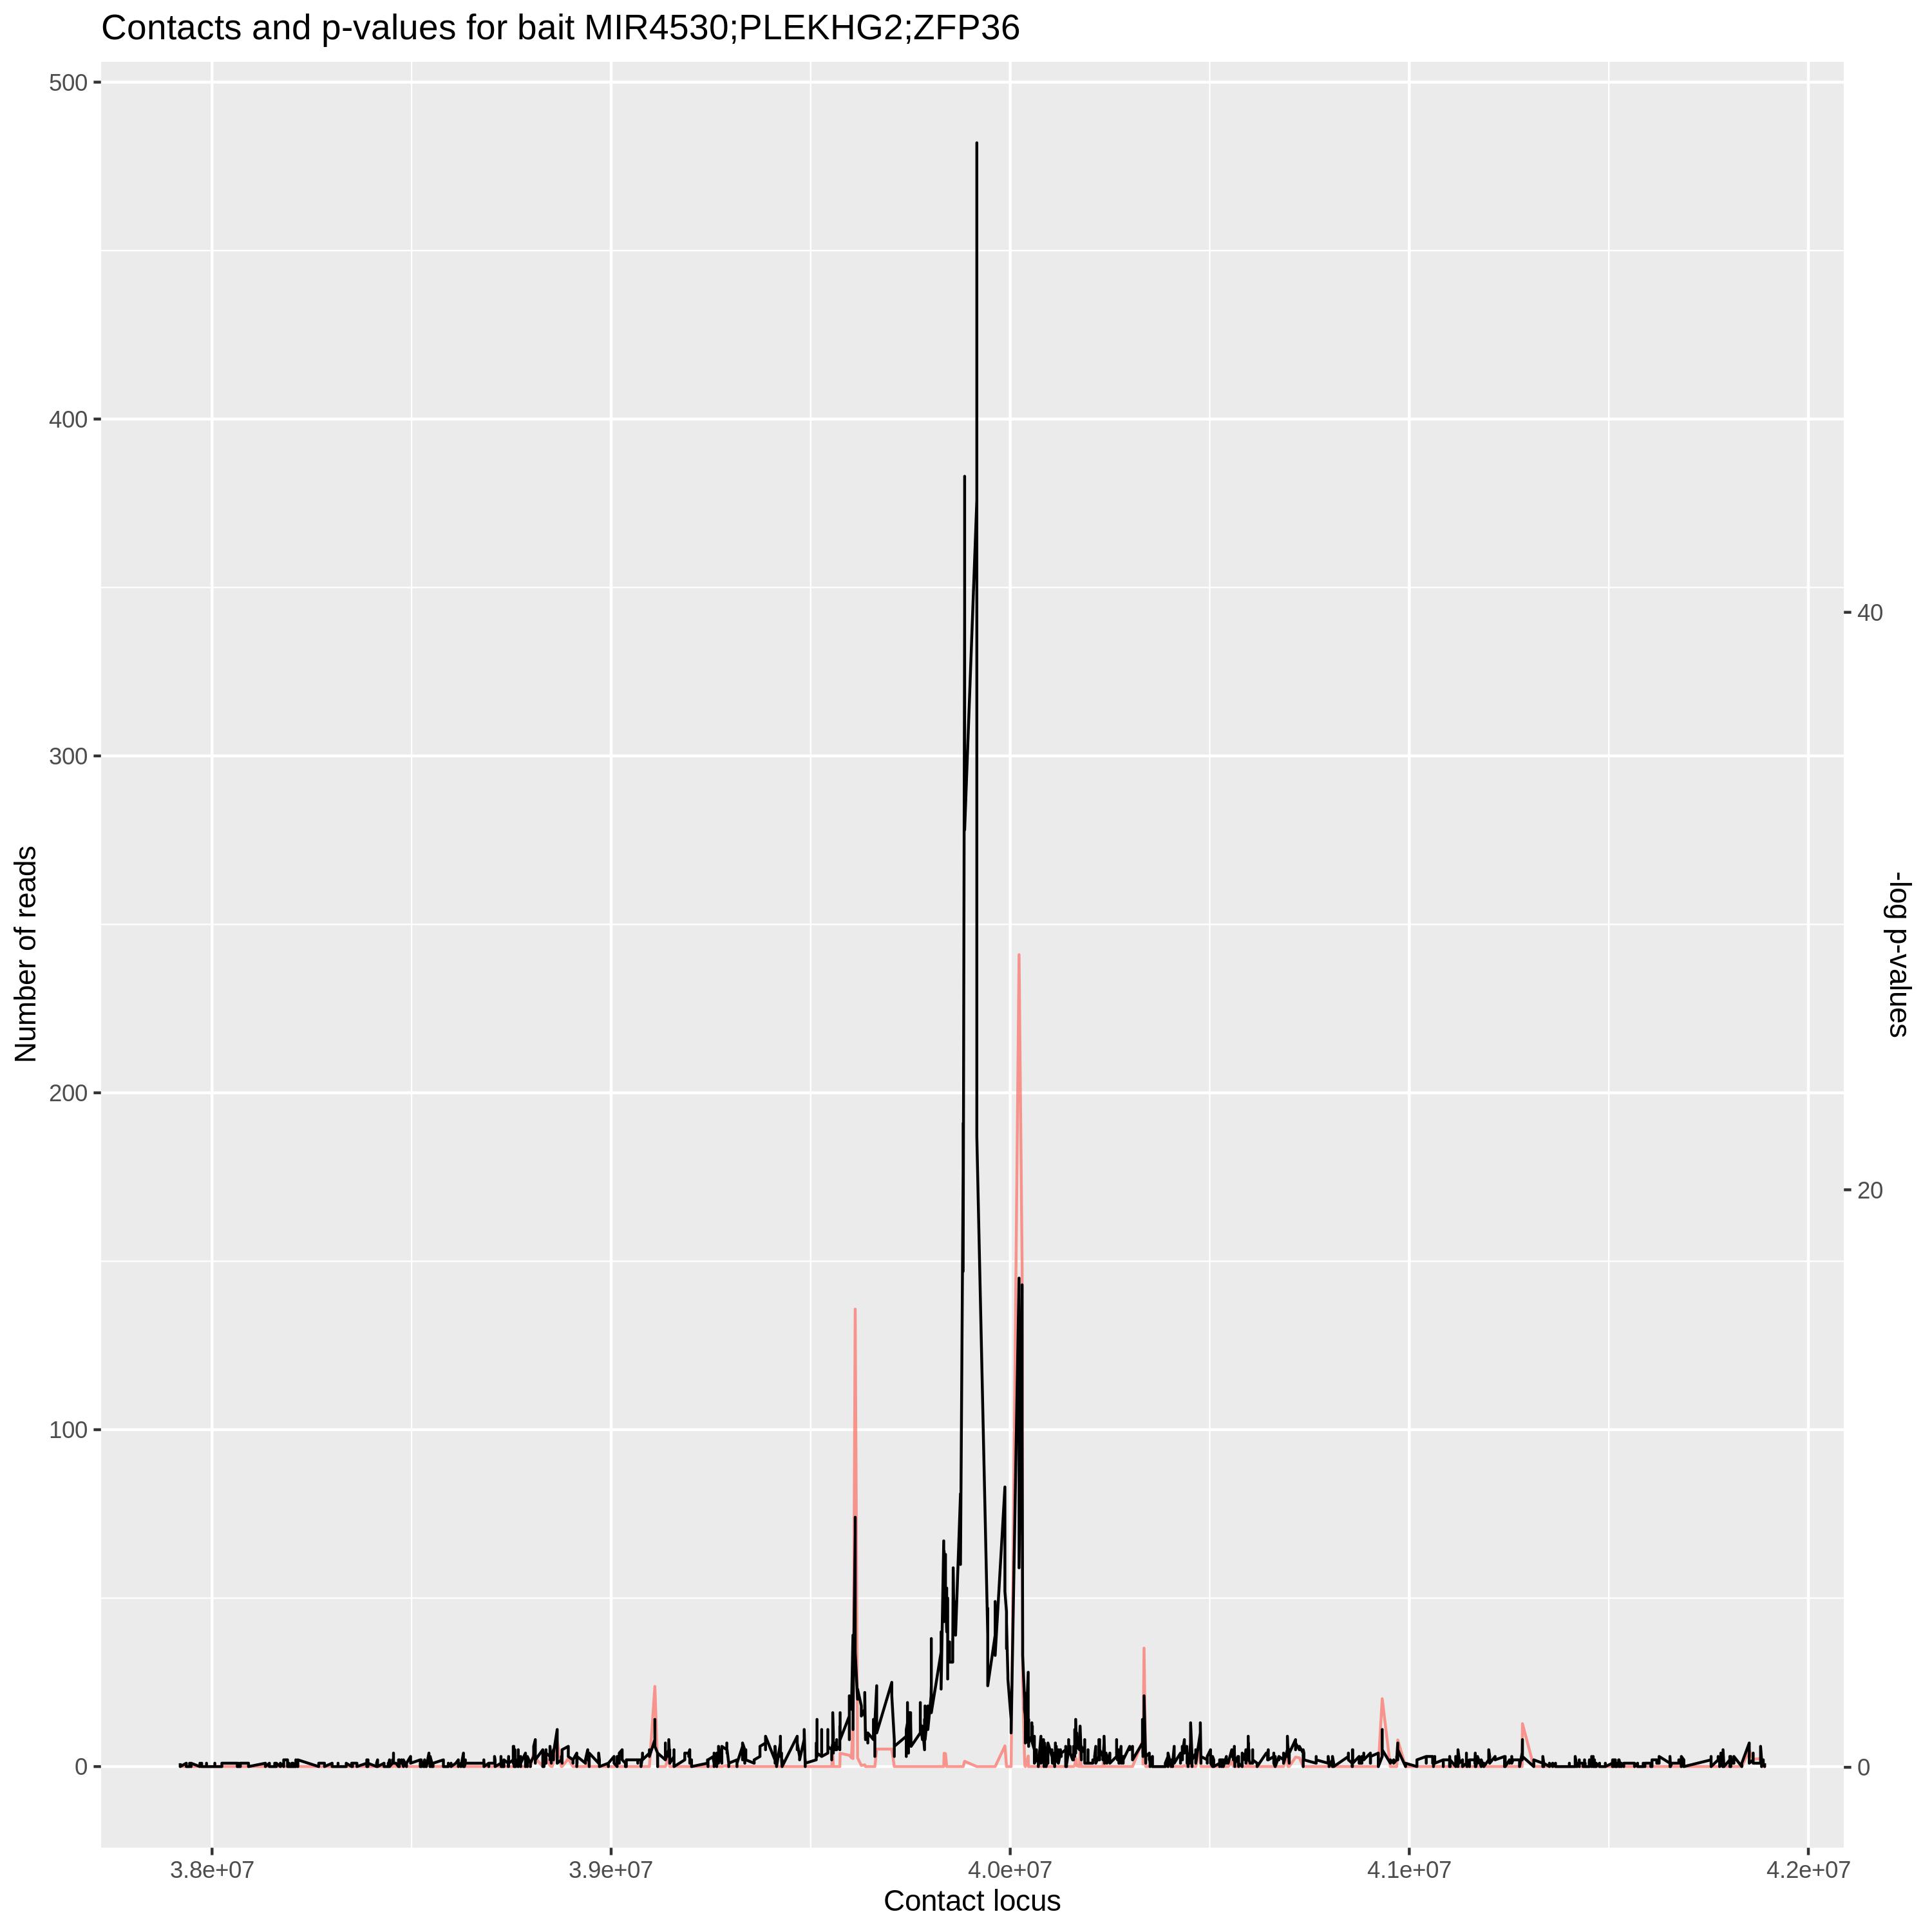 Contacts and p-values for bait MIR4530;PLEKHG2;ZFP36
500
400
300
200
100
0
Number of reads
40
20
0
-log p-values
3.8e+07
3.9e+07
4.0e+07
4.1e+07
4.2e+07
Contact locus